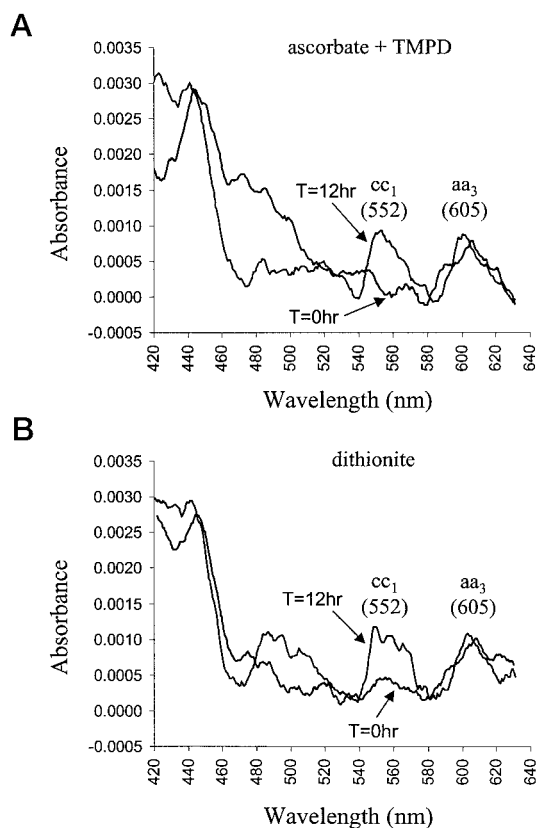 A
ascorbate + TMPD
0.0035
0.0030
0.0025
0.0020
0.0015
0.0010
0.0005
0.0000
-0.0005
Absorbance
T=12hr
cc1
(552)
aa3
(605)
T=0hr
420 440 460 480 500 520 540 560 580 600 620 640
Wavelength (nm)
B
dithionite
0.0035
0.0030
0.0025
0.0020
0.0015
0.0010
0.0005
0.0000
-0.0005
Absorbance
T=12hr
cc1
(552)
aa3
(605)
T=0hr
420 440 460 480 500 520 540 560 580 600 620 640
Wavelength (nm)